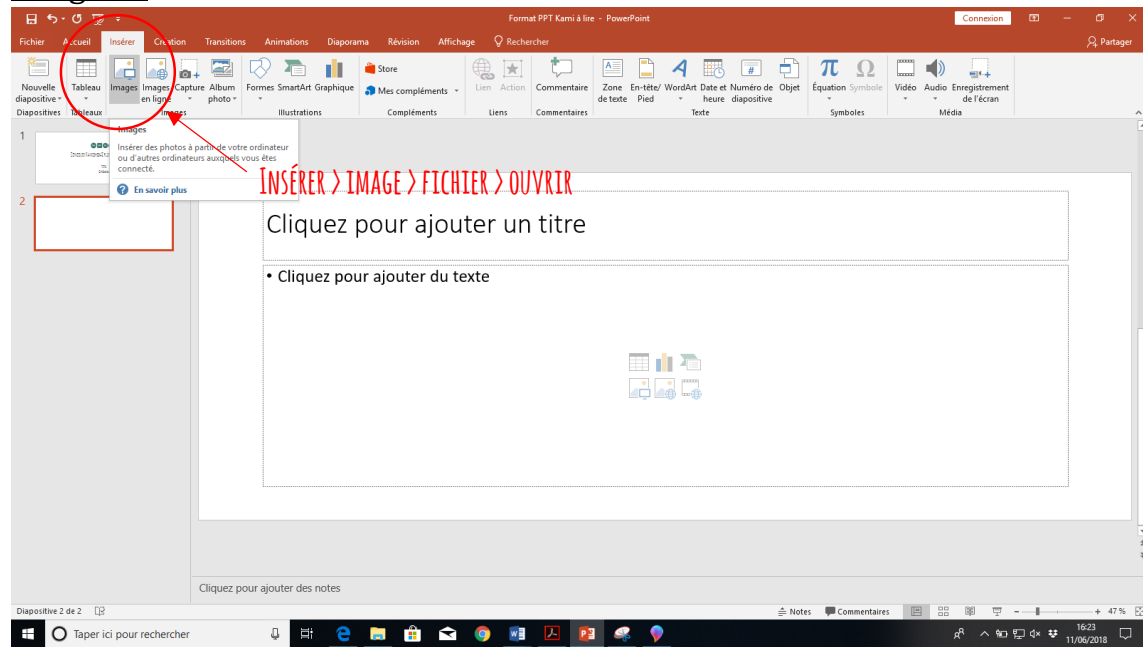 Format PPT Kami à lire - PowerPoint
Connexion
Fichier Accueil Insérer Création Transitions Animations Diaporama Révision Affichage Rechercher
Partager
Nouvelle diapositive
Tableau
Images
Images en ligne
Capture
Album photo
Formes SmartArt Graphique
Store
Mes compléments
Lien Action
Commentaire
Zone de texte
En-tête/ Pied
WordArt
Date et heure
Numéro de diapositive
Objet
Équation Symbole
Vidéo Audio
Enregistrement de l'écran
Diapositives Tableaux Images Illustrations Compléments Liens Commentaires Texte Symboles Média
Images
Insérer des photos à partir de votre ordinateur
ou d'autres ordinateurs auxquels vous êtes
connecté.
En savoir plus
1
2
INSÉRER > IMAGE > FICHIER > OUVRIR
Cliquez pour ajouter un titre
• Cliquez pour ajouter du texte
Cliquez pour ajouter des notes
Diapositive 2 de 2
Notes Commentaires
47 %
Taper ici pour rechercher
16:23
11/06/2018